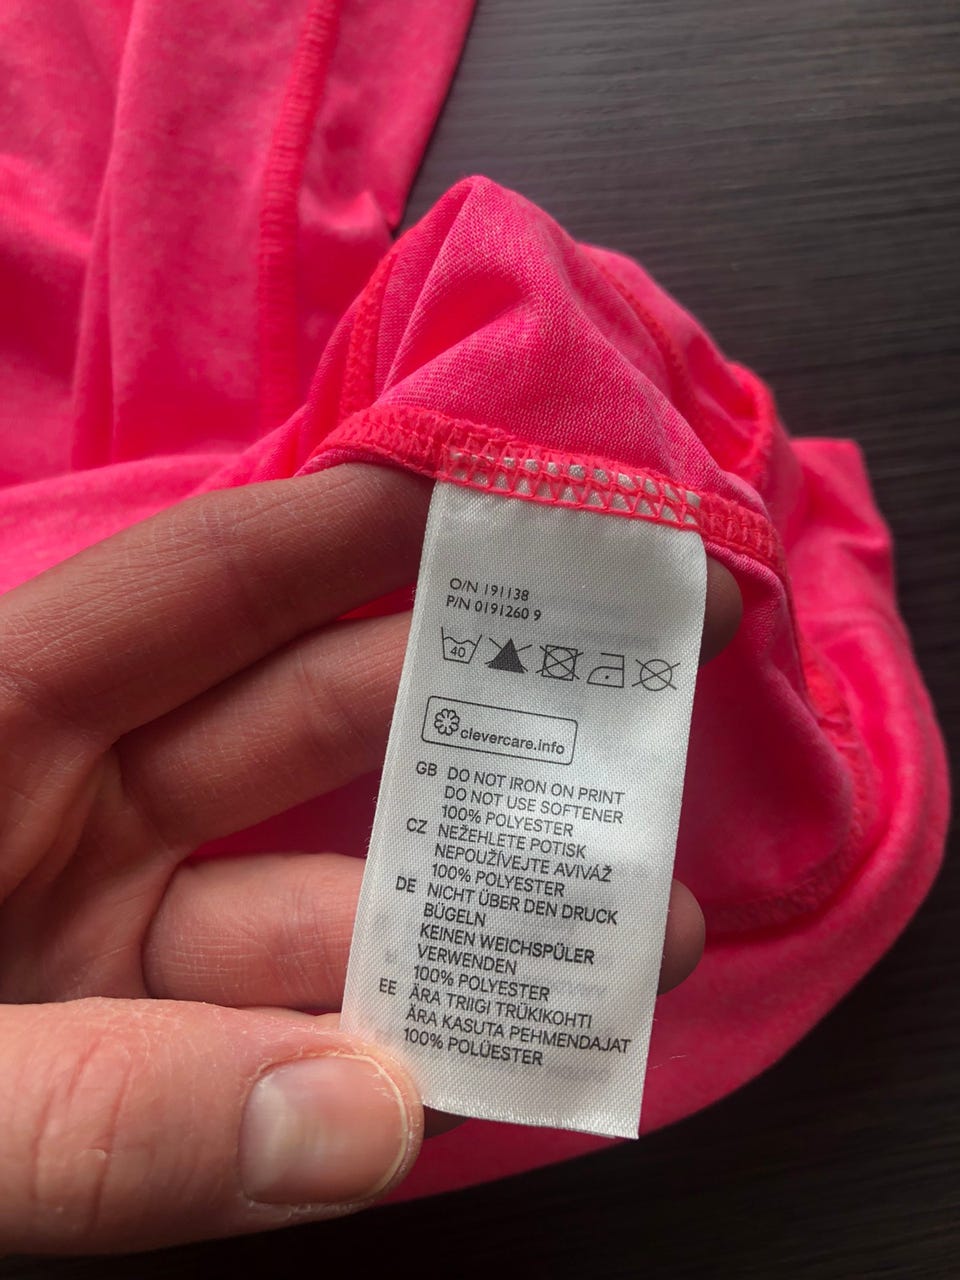 O/N 191138
P/N 0191260 9
40
clevercare.info
GB DO NOT IRON ON PRINT
DO NOT USE SOFTENER
100% POLYESTER
CZ NEŽEHLETE POTISK
NEPOUŽÍVEJTE AVIVÁŽ
100% POLYESTER
DE NICHT ÜBER DEN DRUCK
BÜGELN
KEINEN WEICHSPÜLER
VERWENDEN
100% POLYESTER
EE ÄRA TRIIGI TRÜKIKOHTI
ÄRA KASUTA PEHMENDAJAT
100% POLÜESTER